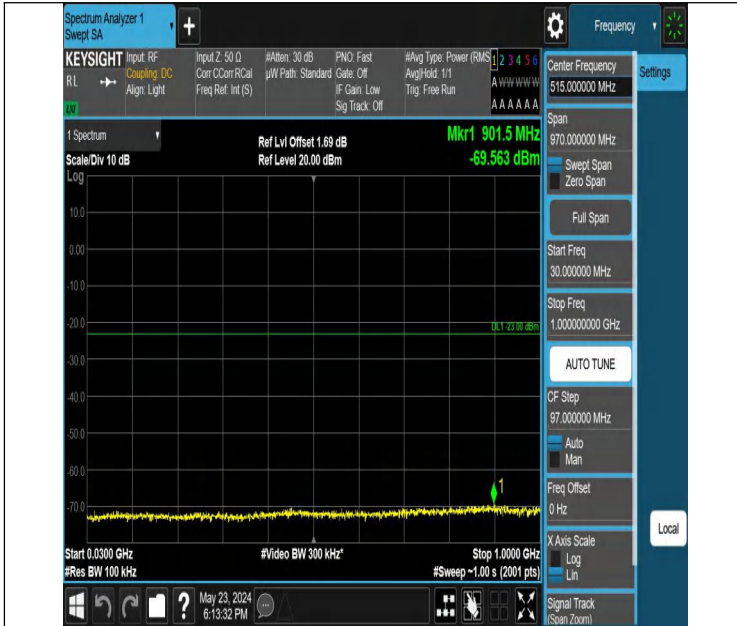 Spectrum Analyzer 1
Swept SA
+
Frequency
KEYSIGHT
RL
LXI
Input: RF
Coupling: DC
Align: Light
Input Z: 50 Ω
Corr CCorr RCal
Freq Ref: Int (S)
#Atten: 30 dB
µW Path: Standard
PNO: Fast
Gate: Off
IF Gain: Low
Sig Track: Off
#Avg Type: Power (RMS
Avg|Hold: 1/1
Trig: Free Run
1 2 3 4 5 6
A W W W W W
A A A A A A
1 Spectrum
Scale/Div 10 dB
Log
Ref Lvl Offset 1.69 dB
Ref Level 20.00 dBm
Mkr1 901.5 MHz
-69.563 dBm
10.0
0.00
-10.0
-20.0
DL1 -23.00 dBm
-30.0
-40.0
-50.0
-60.0
-70.0
1
Start 0.0300 GHz
#Res BW 100 kHz
#Video BW 300 kHz*
Stop 1.0000 GHz
#Sweep ~1.00 s (2001 pts)
?
May 23, 2024
6:13:32 PM
Center Frequency
515.000000 MHz
Settings
Span
970.000000 MHz
Swept Span
Zero Span
Full Span
Start Freq
30.000000 MHz
Stop Freq
1.000000000 GHz
AUTO TUNE
CF Step
97.000000 MHz
Auto
Man
Freq Offset
0 Hz
X Axis Scale
Log
Lin
Local
Signal Track
(Span Zoom)